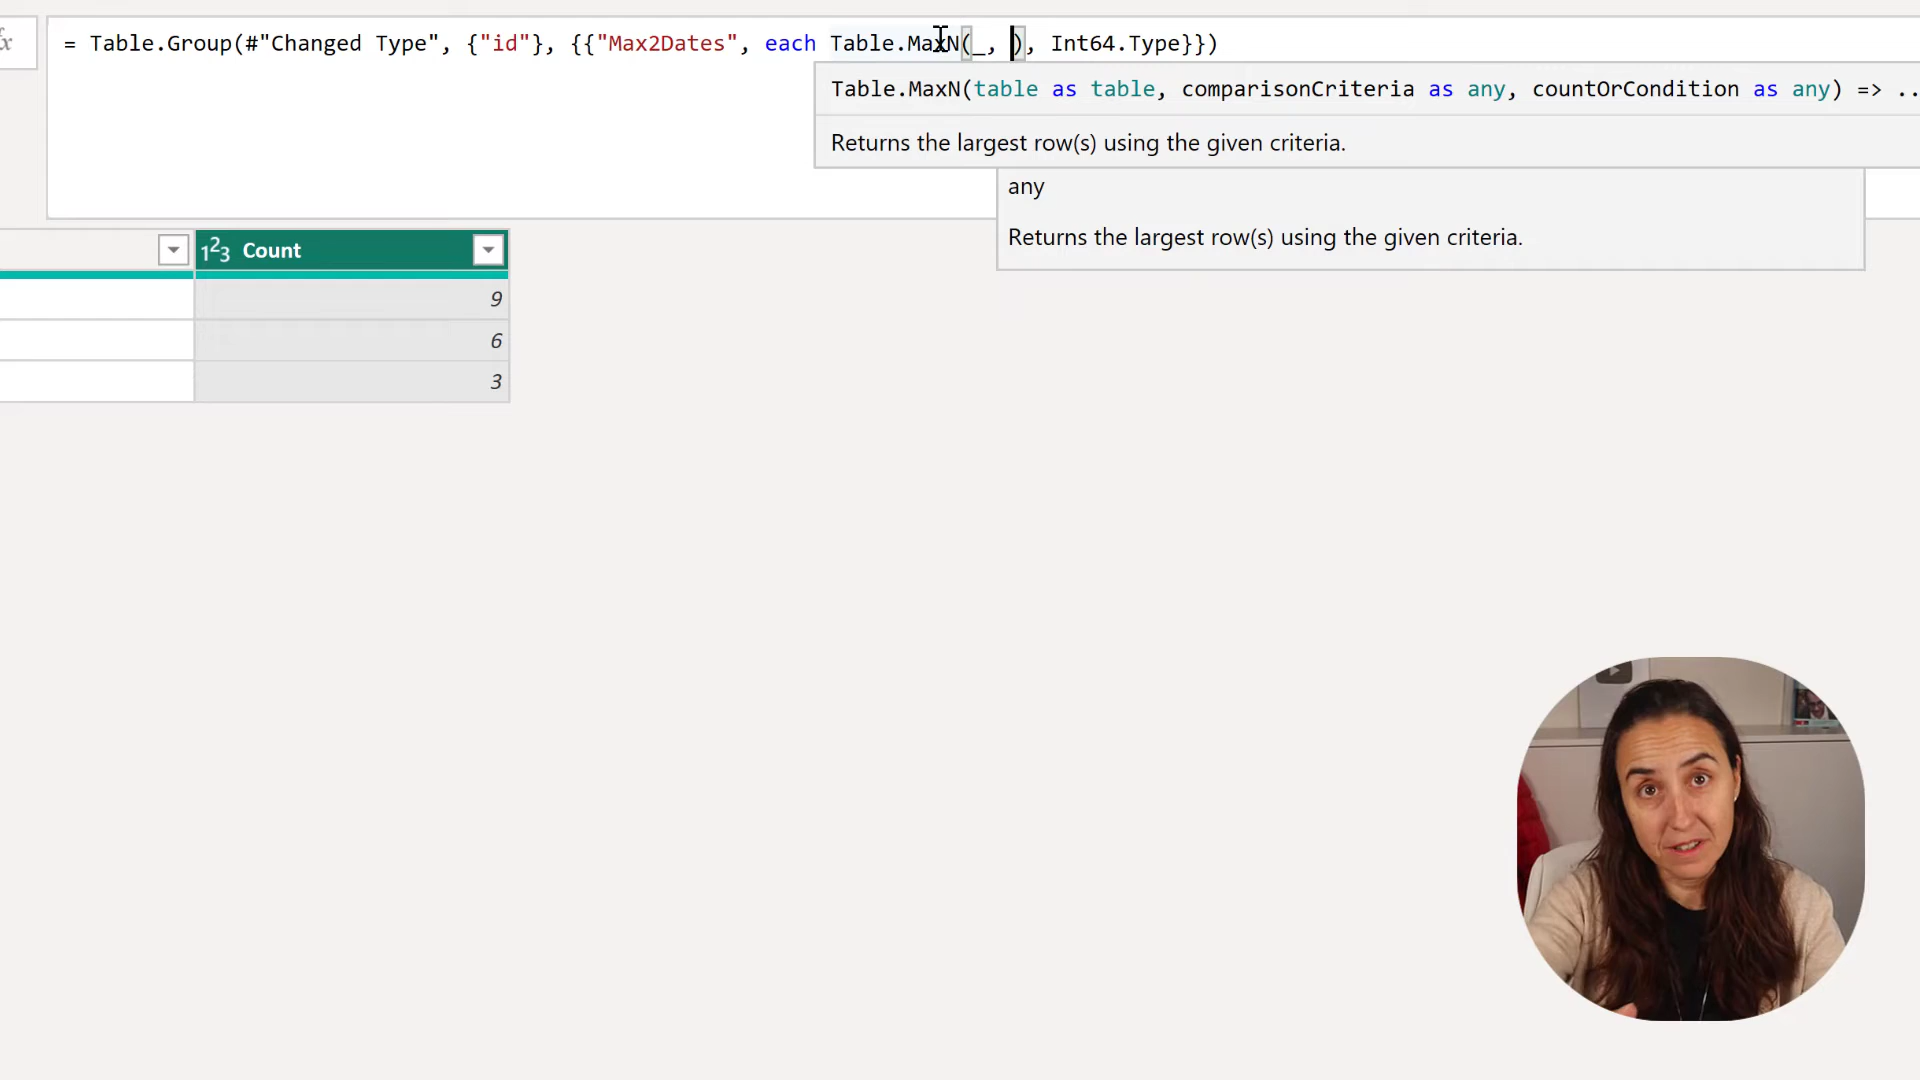 = Table.Group(#"Changed Type", {"id"}, {{"Max2Dates", each Table.MaxN(_, ), Int64.Type}})
Table.MaxN(table as table, comparisonCriteria as any, countOrCondition as any) => ..
Returns the largest row(s) using the given criteria.
any
Returns the largest row(s) using the given criteria.
123 Count
9
6
3